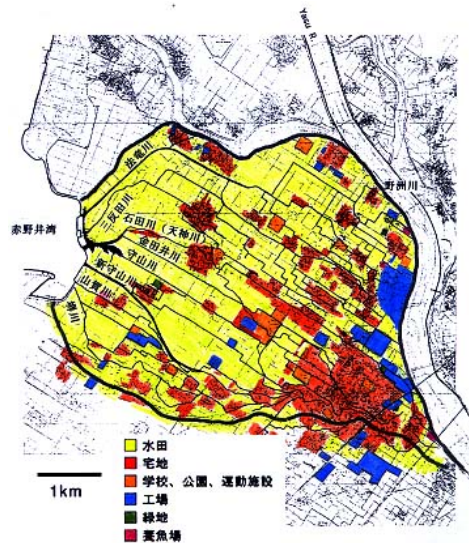 Yasu R.
法竜川
野洲川
反田川
石田川（天神川）
赤野井湾
金田井川
守山川
新守山川
山賀川
堺川
水田
宅地
学校、公園、運動施設
工場
緑地
養魚場
1km